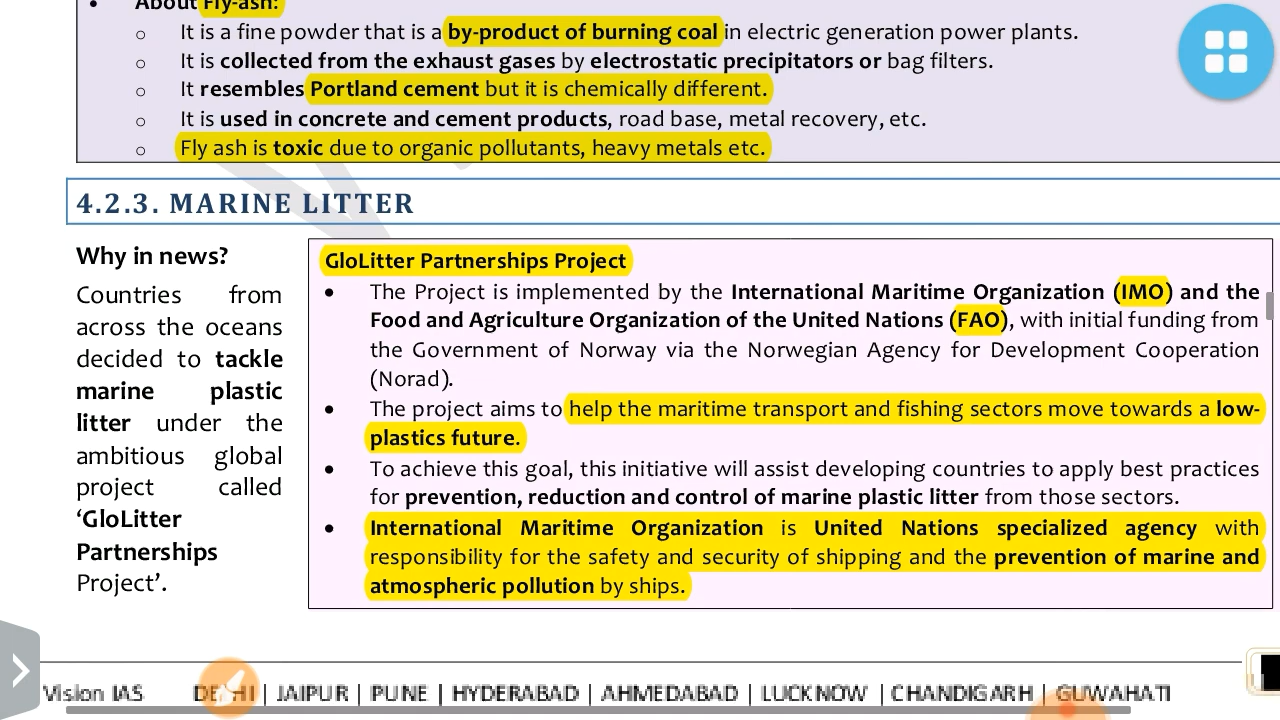 • About Fly-ash:
o It is a fine powder that is a by-product of burning coal in electric generation power plants.
o It is collected from the exhaust gases by electrostatic precipitators or bag filters.
o It resembles Portland cement but it is chemically different.
o It is used in concrete and cement products, road base, metal recovery, etc.
o Fly ash is toxic due to organic pollutants, heavy metals etc.
4.2.3. MARINE LITTER
Why in news?
Countries from
across the oceans
decided to tackle
marine plastic
litter under the
ambitious global
project called
‘GloLitter
Partnerships
Project’.
GloLitter Partnerships Project
• The Project is implemented by the International Maritime Organization (IMO) and the
Food and Agriculture Organization of the United Nations (FAO), with initial funding from
the Government of Norway via the Norwegian Agency for Development Cooperation
(Norad).
• The project aims to help the maritime transport and fishing sectors move towards a low-
plastics future.
• To achieve this goal, this initiative will assist developing countries to apply best practices
for prevention, reduction and control of marine plastic litter from those sectors.
• International Maritime Organization is United Nations specialized agency with
responsibility for the safety and security of shipping and the prevention of marine and
atmospheric pollution by ships.
Vision IAS DELHI | JAIPUR | PUNE | HYDERABAD | AHMEDABAD | LUCKNOW | CHANDIGARH | GUWAHATI